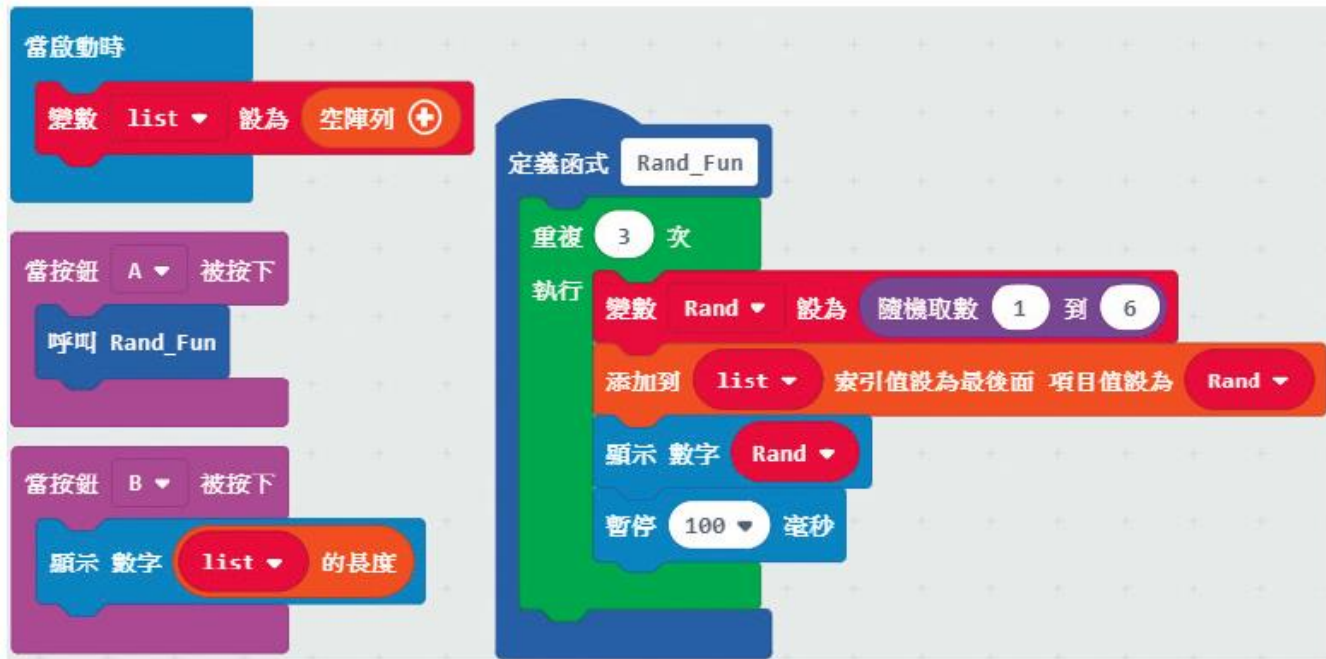 當啟動時
變數 list 設為 空陣列
當按鈕 A 被按下
呼叫 Rand_Fun
當按鈕 B 被按下
顯示 數字 list 的長度
定義函式 Rand_Fun
重複 3 次
執行
變數 Rand 設為 隨機取數 1 到 6
添加到 list 索引值設為最後面 項目值設為 Rand
顯示 數字 Rand
暫停 100 毫秒